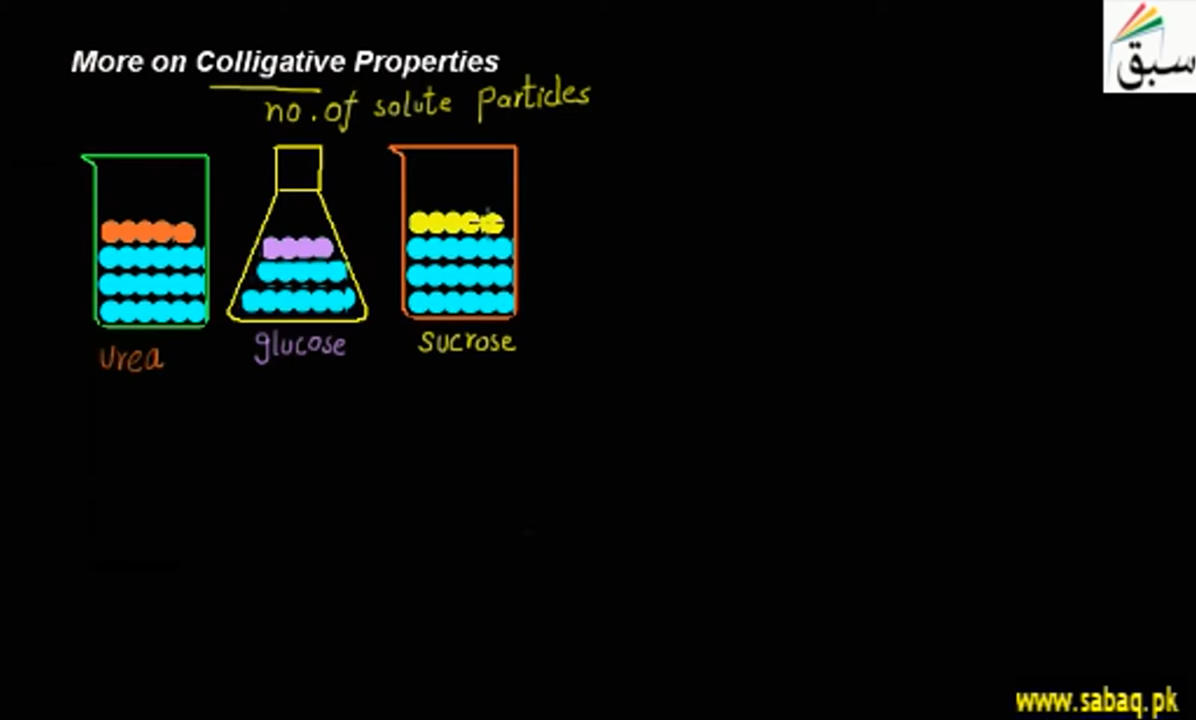 More on Colligative Properties
no. of solute particles
urea
glucose
sucrose
سبق
www.sabaq.pk